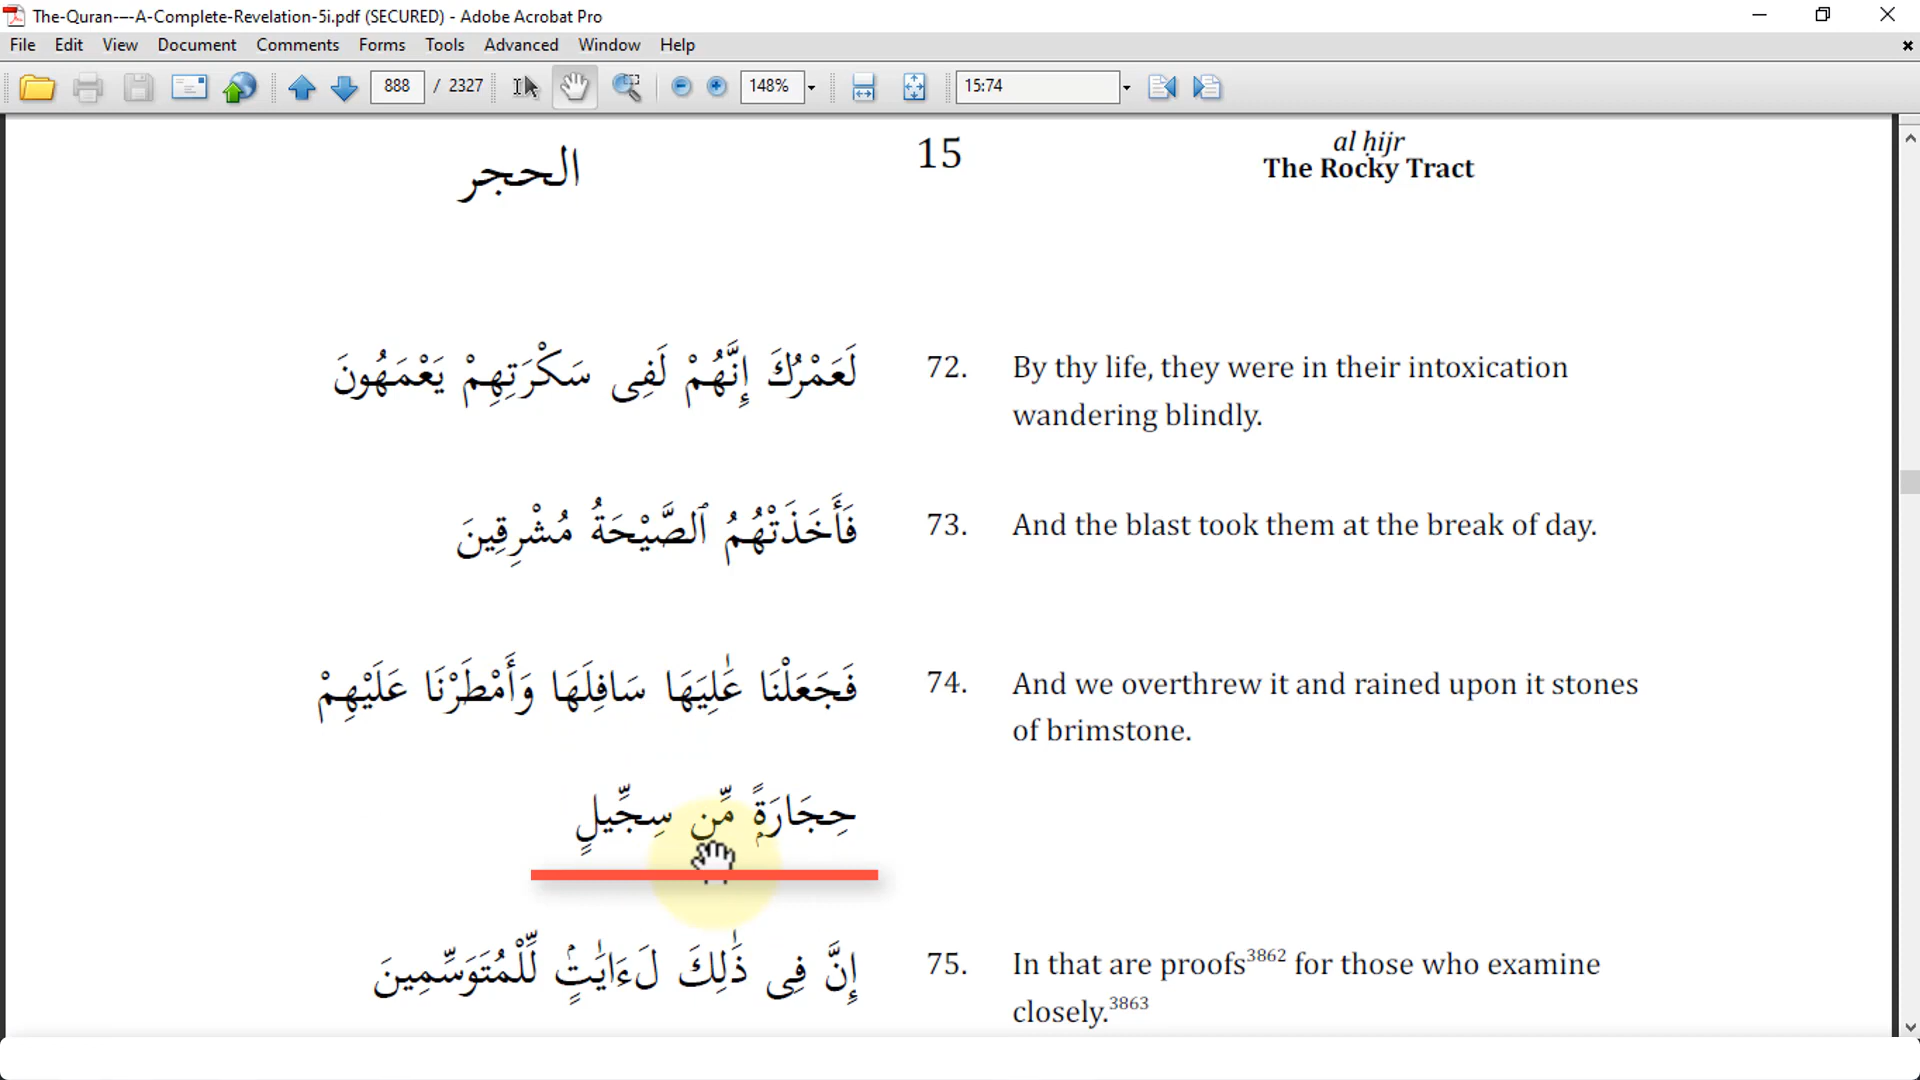 The-Quran-—-A-Complete-Revelation-5i.pdf (SECURED) - Adobe Acrobat Pro
File Edit View Document Comments Forms Tools Advanced Window Help
888 / 2327 148% 15:74
الحجر 15 al ḥijr
The Rocky Tract
لَعَمْرُكَ إِنَّهُمْ لَفِى سَكْرَتِهِمْ يَعْمَهُونَ
72. By thy life, they were in their intoxication
wandering blindly.
فَأَخَذَتْهُمُ ٱلصَّيْحَةُ مُشْرِقِينَ
73. And the blast took them at the break of day.
فَجَعَلْنَا عَٰلِيَهَا سَافِلَهَا وَأَمْطَرْنَا عَلَيْهِمْ
حِجَارَةًۭ مِّن سِجِّيلٍ
74. And we overthrew it and rained upon it stones
of brimstone.
إِنَّ فِى ذَٰلِكَ لَءَايَٰتٍۢ لِّلْمُتَوَسِّمِينَ
75. In that are proofs3862 for those who examine
closely.3863